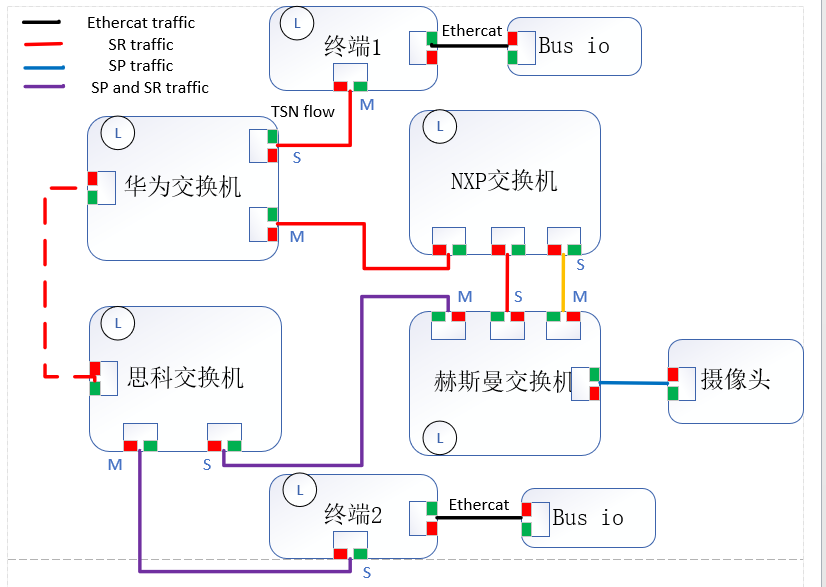 Ethercat traffic
SR traffic
SP traffic
SP and SR traffic
L
终端1
Ethercat
Bus io
M
TSN flow
L
S
华为交换机
M
L
NXP交换机
S
M
S
M
L
思科交换机
M
S
赫斯曼交换机
L
摄像头
L
终端2
Ethercat
Bus io
S